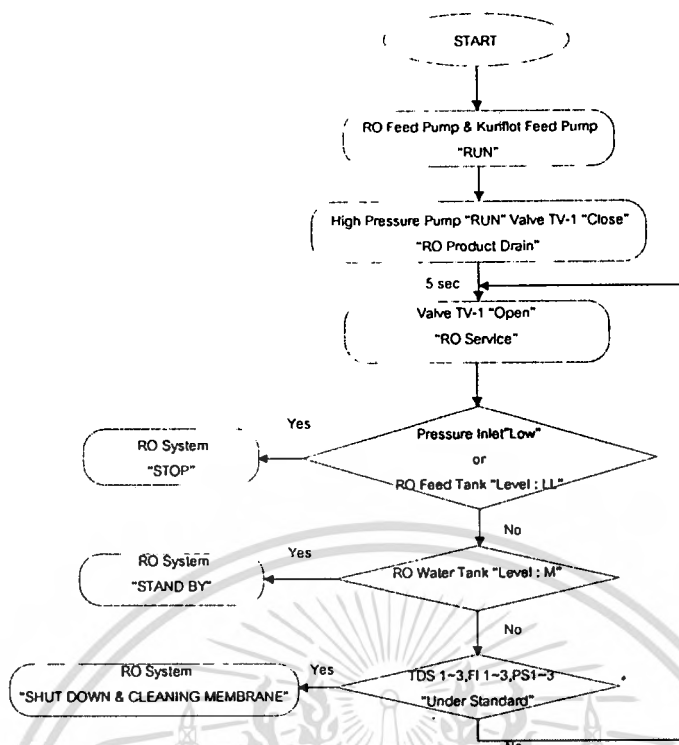 START
RO Feed Pump & Kuriflot Feed Pump
"RUN"
High Pressure Pump "RUN" Valve TV-1 "Close"
"RO Product Drain"
5 sec
Valve TV-1 "Open"
"RO Service"
Pressure Inlet"Low"
or
RO Feed Tank "Level : LL"
Yes
RO System
"STOP"
No
RO Water Tank "Level : M"
Yes
RO System
"STAND BY"
No
TDS 1~3,FI 1~3,PS1~3
"Under Standard"
Yes
RO System
"SHUT DOWN & CLEANING MEMBRANE"
No